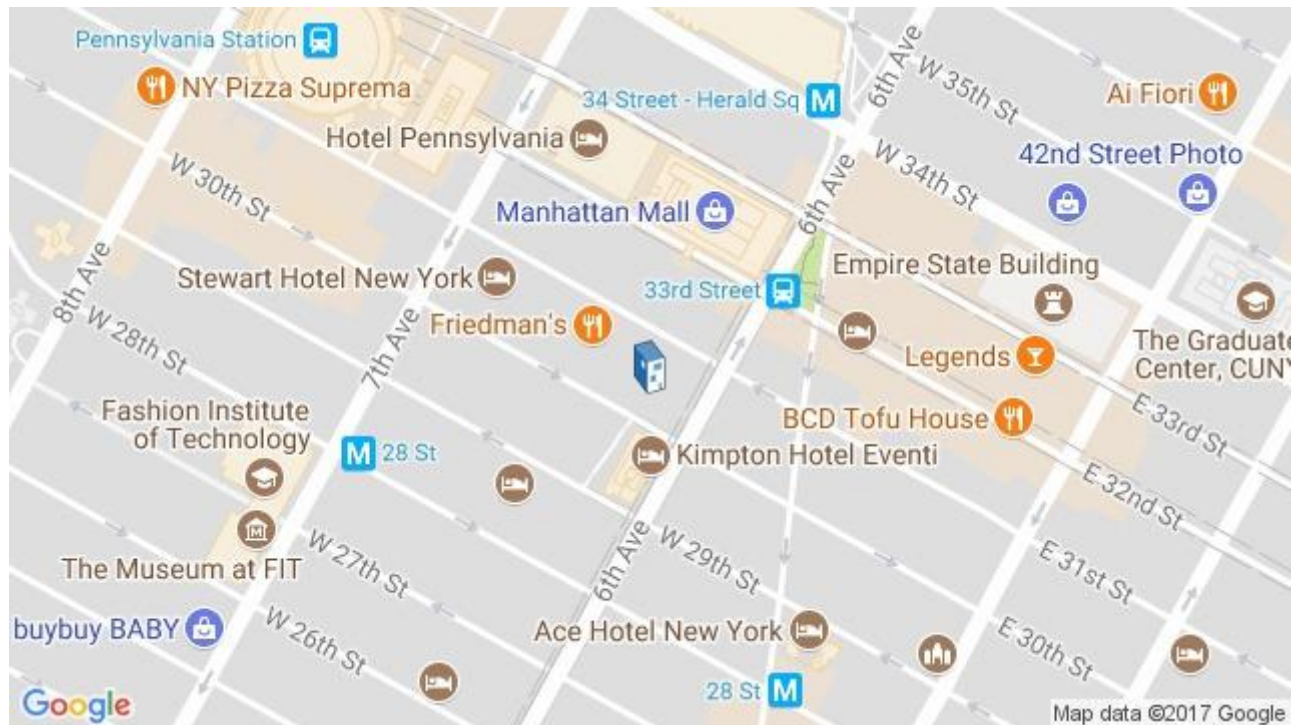 Pennsylvania Station
NY Pizza Suprema
34 Street - Herald Sq
M
6th Ave
W 35th St
Ai Fiori
Hotel Pennsylvania
W 34th St
42nd Street Photo
W 30th St
Manhattan Mall
6th Ave
8th Ave
Stewart Hotel New York
33rd Street
Empire State Building
Friedman's
7th Ave
Legends
The Graduate
Center, CUNY
W 28th St
Fashion Institute
of Technology
BCD Tofu House
E 33rd St
M
28 St
Kimpton Hotel Eventi
E 32nd St
M
The Museum at FIT
W 27th St
6th Ave
W 29th St
E 31st St
buybuy BABY
W 26th St
Ace Hotel New York
E 30th St
28 St
M
Google
Map data ©2017 Google